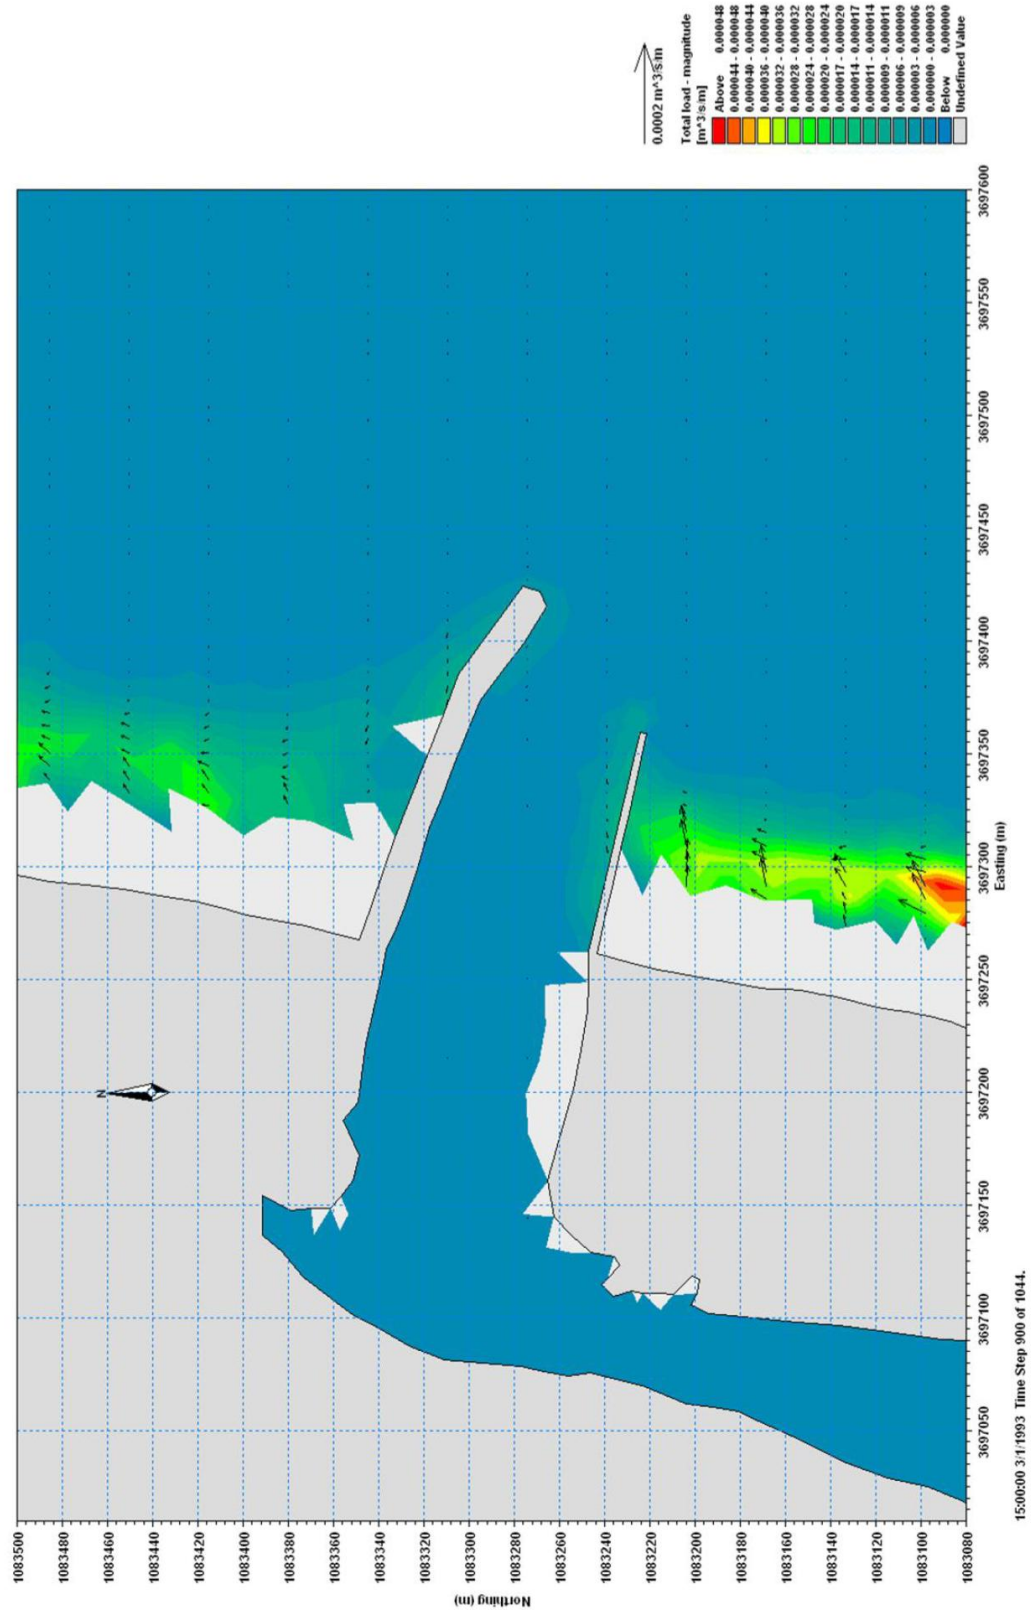 0.0002 m^3/s/m
Total load - magnitude
[m^3/s/m]
Above 0.000048
0.000044 - 0.000048
0.000040 - 0.000044
0.000036 - 0.000040
0.000032 - 0.000036
0.000028 - 0.000032
0.000024 - 0.000028
0.000020 - 0.000024
0.000017 - 0.000020
0.000014 - 0.000017
0.000011 - 0.000014
0.000009 - 0.000011
0.000006 - 0.000009
0.000003 - 0.000006
0.000000 - 0.000003
Below 0.000000
Undefined Value
N
Northing (m)
1083500
1083480
1083460
1083440
1083420
1083400
1083380
1083360
1083340
1083320
1083300
1083280
1083260
1083240
1083220
1083200
1083180
1083160
1083140
1083120
1083100
1083080
3697050
3697100
3697150
3697200
3697250
3697300
3697350
3697400
3697450
3697500
3697550
3697600
Easting (m)
15:00:00 3/1/1993 Time Step 900 of 1044.